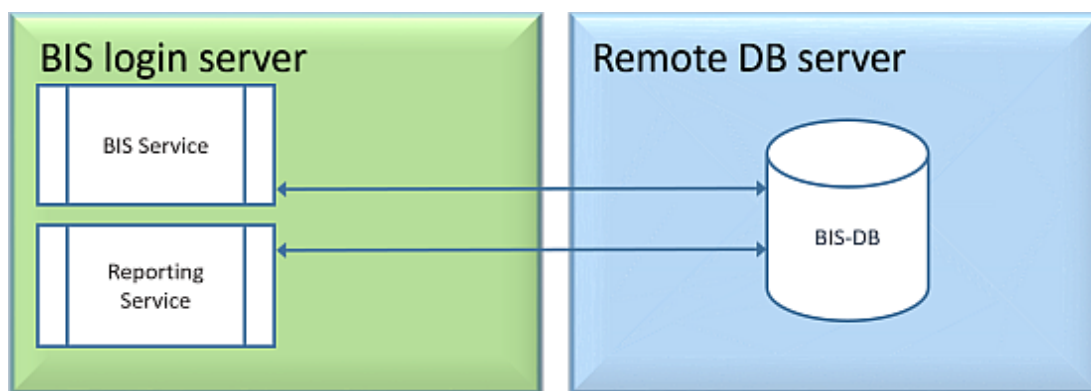 BIS login server
BIS Service
Reporting
Service
Remote DB server
BIS-DB